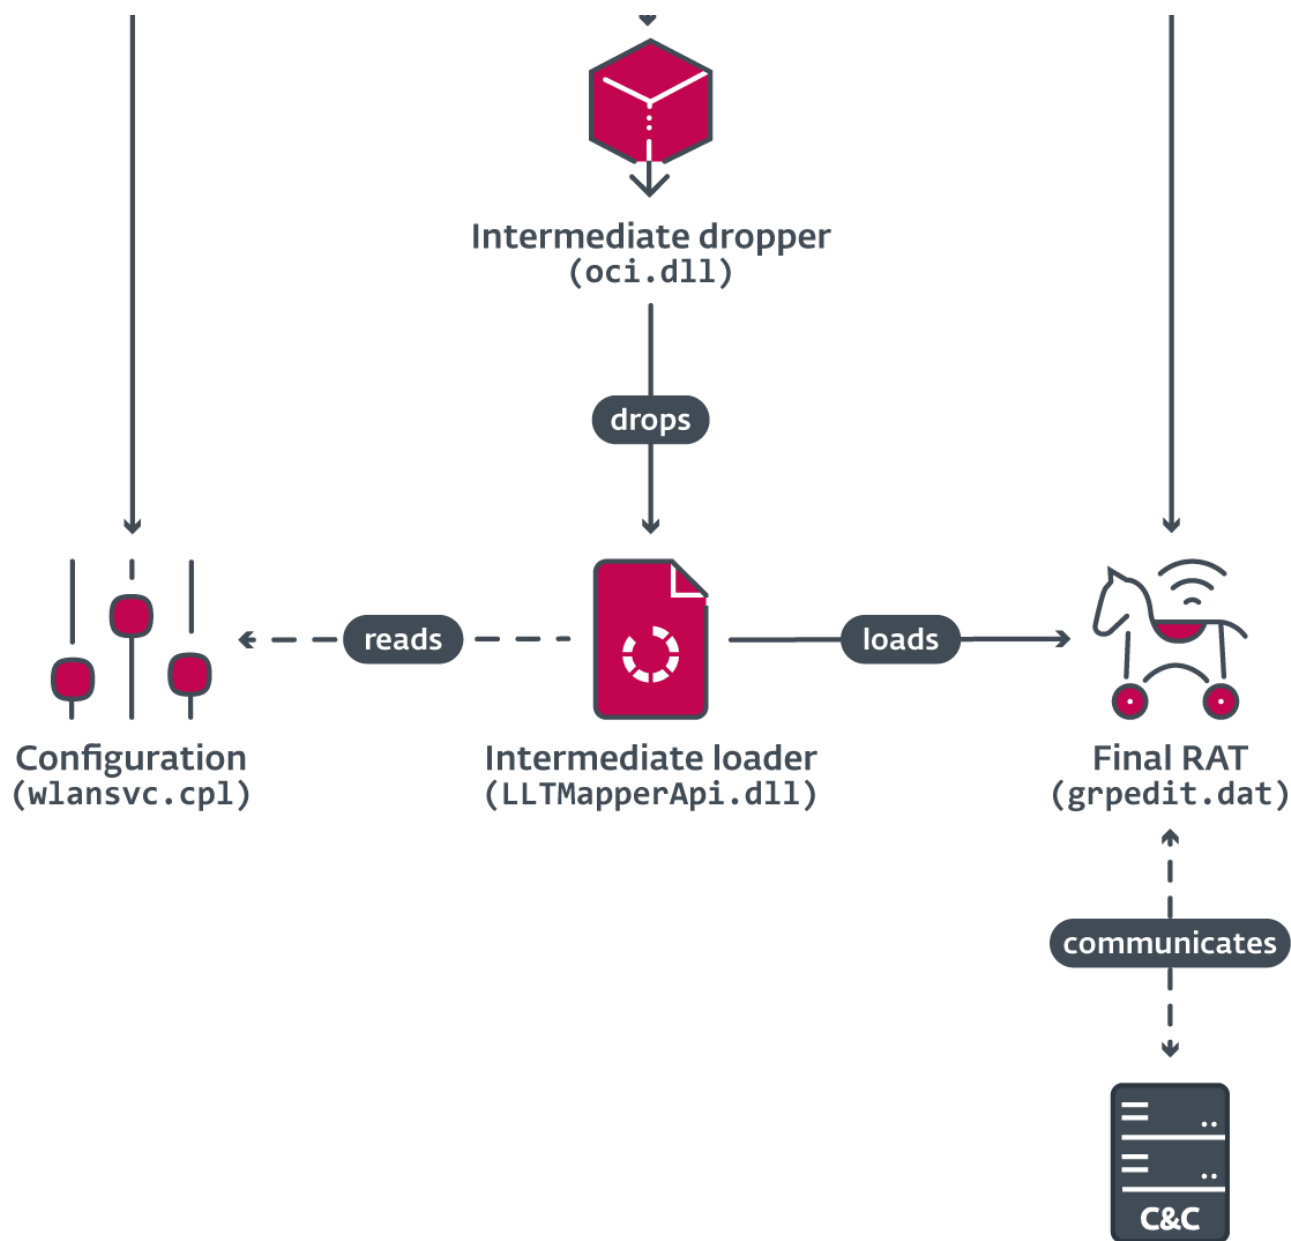 Intermediate dropper
(oci.dll)
drops
reads
loads
Configuration
(wlansvc.cpl)
Intermediate loader
(LLTMapperApi.dll)
Final RAT
(grpedit.dat)
communicates
C&C